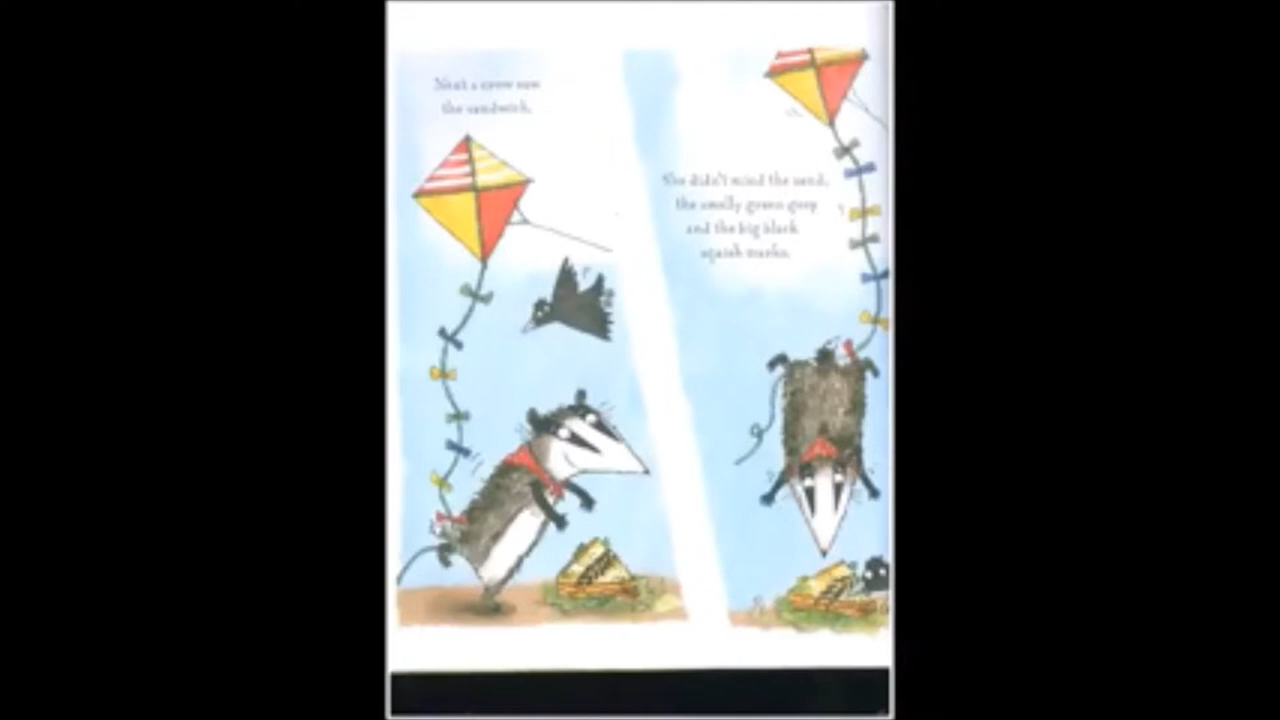 Next a crow saw
the sandwich.
She didn't mind the sand,
the smelly green goop
and the big black
squish marks.